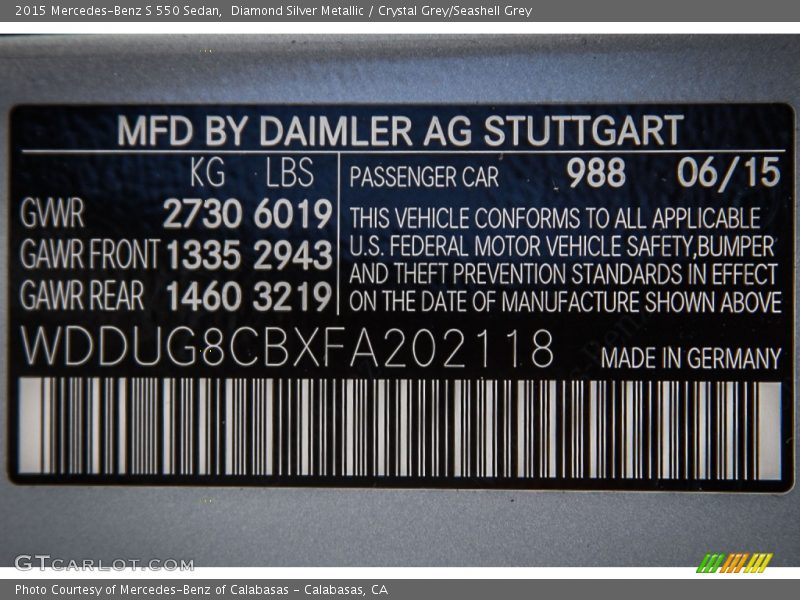 2015 Mercedes-Benz S 550 Sedan,  Diamond Silver Metallic / Crystal Grey/Seashell Grey
MFD BY DAIMLER AG STUTTGART
KG LBS
GVWR 2730 6019
GAWR FRONT 1335 2943
GAWR REAR 1460 3219
PASSENGER CAR 988 06/15
THIS VEHICLE CONFORMS TO ALL APPLICABLE
U.S. FEDERAL MOTOR VEHICLE SAFETY,BUMPER
AND THEFT PREVENTION STANDARDS IN EFFECT
ON THE DATE OF MANUFACTURE SHOWN ABOVE
WDDUG8CBXFA202118 MADE IN GERMANY
GTCARLOT.COM
Photo Courtesy of Mercedes-Benz of Calabasas - Calabasas, CA